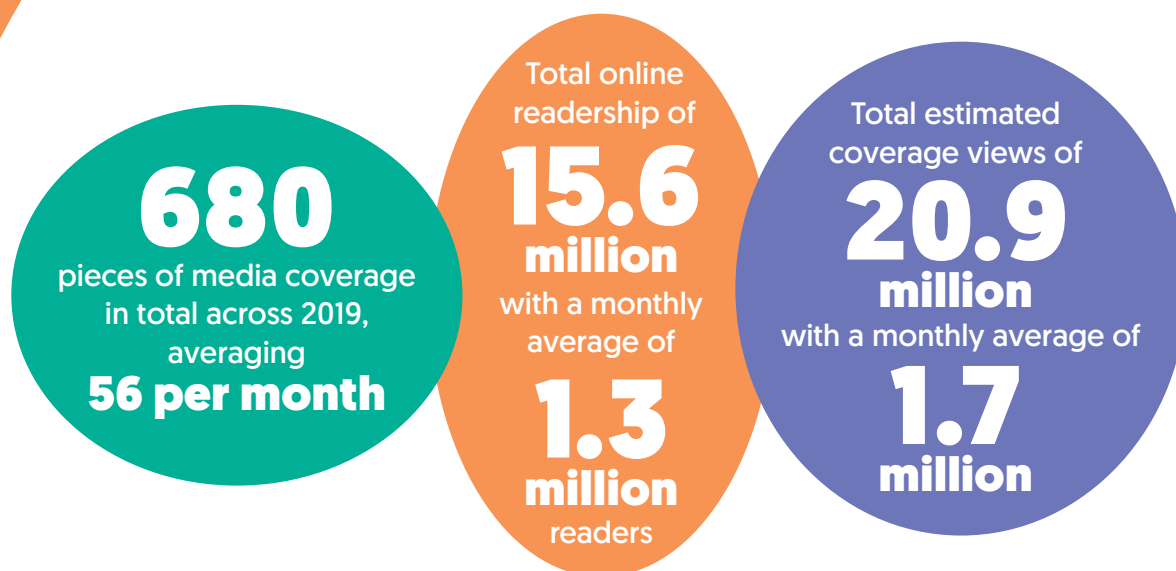 680
pieces of media coverage
in total across 2019,
averaging
56 per month
Total online
readership of
15.6
million
with a monthly
average of
1.3
million
readers
Total estimated
coverage views of
20.9
million
with a monthly average of
1.7
million